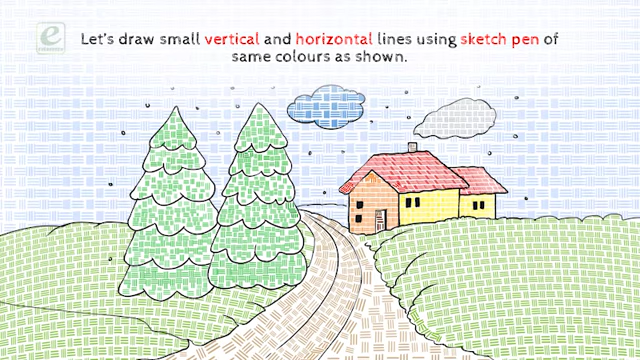 Let's draw small vertical and horizontal lines using sketch pen of
same colours as shown.